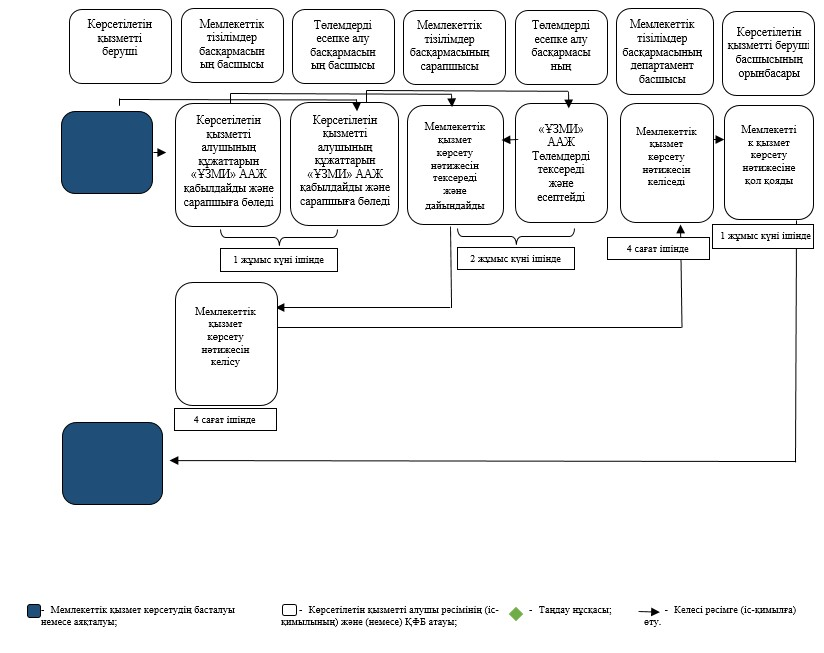 Көрсетілетін
қызметті
беруші
Мемлекеттік
тізілімдер
басқармасын
ың басшысы
Төлемдерді
есепке алу
басқармасын
ың басшысы
Мемлекеттік
тізілімдер
басқармасының
сарапшысы
Төлемдерді
есепке алу
басқармасы
ның
Мемлекеттік
тізілімдер
басқармасының
департамент
басшысы
Көрсетілетін
қызметті беруші
басшысының
орынбасары
Көрсетілетін
қызметті
алушының
құжаттарын
«ҰЗМИ» ААЖ
қабылдайды және
сарапшыға бөледі
Көрсетілетін
қызметті
алушының
құжаттарын
«ҰЗМИ» ААЖ
қабылдайды және
сарапшыға бөледі
Мемлекеттік
қызмет
көрсету
нәтижесін
тексереді
және
дайындайды
«ҰЗМИ»
ААЖ
Төлемдерді
тексереді
және
есептейді
Мемлекеттік
қызмет
көрсету
нәтижесін
келіседі
Мемлекетті
к қызмет
көрсету
нәтижесіне
қол қояды
1 жұмыс күні ішінде
2 жұмыс күні ішінде
4 сағат ішінде
1 жұмыс күні ішінде
Мемлекеттік
қызмет
көрсету
нәтижесін
келісу
4 сағат ішінде
- Мемлекеттік қызмет көрсетудің басталуы
немесе аяқталуы;
- Көрсетілетін қызметті алушы рәсімінің (іс-
қимылының) және (немесе) ҚФБ атауы;
- Таңдау нұсқасы;
- Келесі рәсімге (іс-қимылға)
өту.